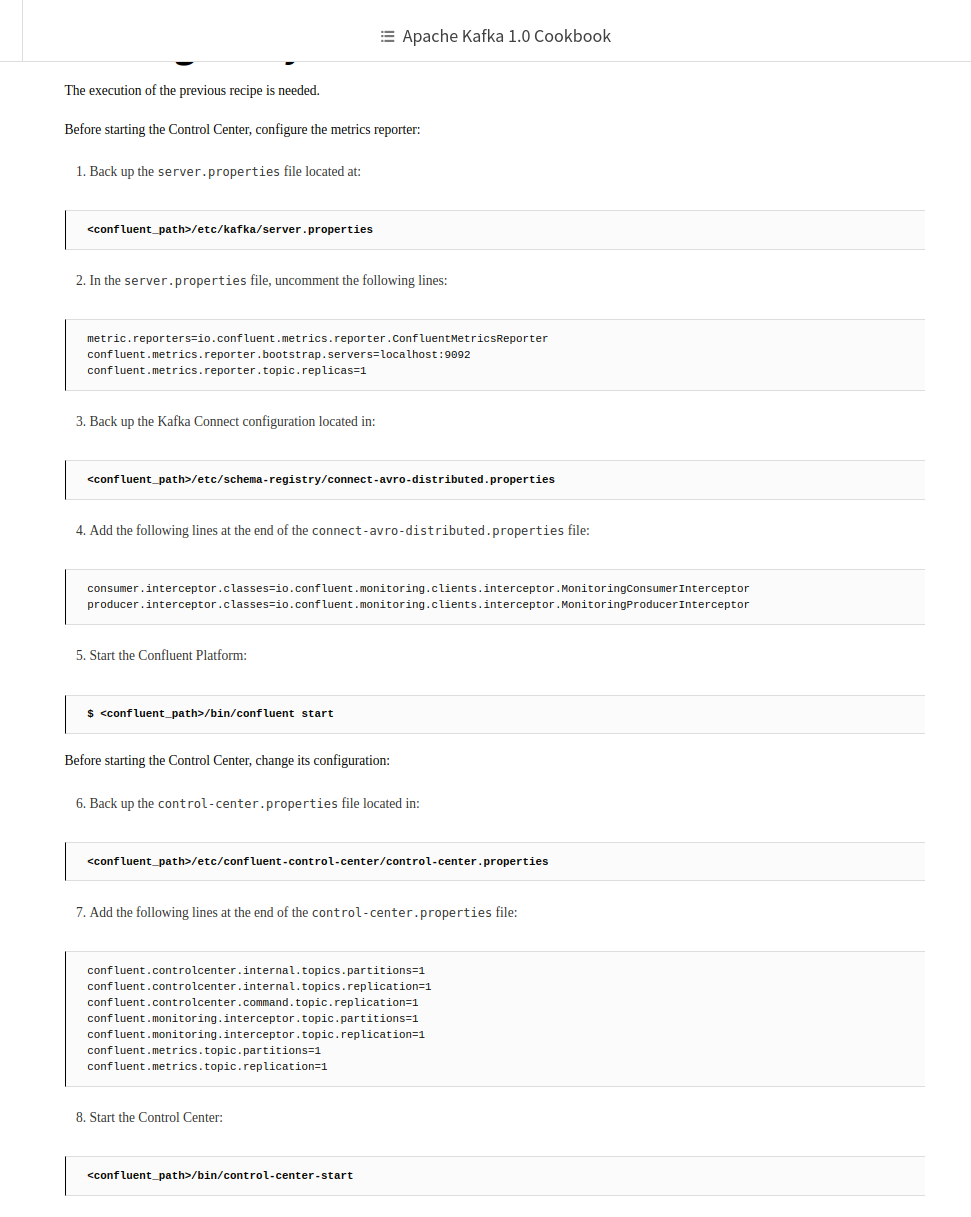 Apache Kafka 1.0 Cookbook
The execution of the previous recipe is needed.
Before starting the Control Center, configure the metrics reporter:
1. Back up the server.properties file located at:
<confluent_path>/etc/kafka/server.properties
2. In the server.properties file, uncomment the following lines:
metric.reporters=io.confluent.metrics.reporter.ConfluentMetricsReporter
confluent.metrics.reporter.bootstrap.servers=localhost:9092
confluent.metrics.reporter.topic.replicas=1
3. Back up the Kafka Connect configuration located in:
<confluent_path>/etc/schema-registry/connect-avro-distributed.properties
4. Add the following lines at the end of the connect-avro-distributed.properties file:
consumer.interceptor.classes=io.confluent.monitoring.clients.interceptor.MonitoringConsumerInterceptor
producer.interceptor.classes=io.confluent.monitoring.clients.interceptor.MonitoringProducerInterceptor
5. Start the Confluent Platform:
$ <confluent_path>/bin/confluent start
Before starting the Control Center, change its configuration:
6. Back up the control-center.properties file located in:
<confluent_path>/etc/confluent-control-center/control-center.properties
7. Add the following lines at the end of the control-center.properties file:
confluent.controlcenter.internal.topics.partitions=1
confluent.controlcenter.internal.topics.replication=1
confluent.controlcenter.command.topic.replication=1
confluent.monitoring.interceptor.topic.partitions=1
confluent.monitoring.interceptor.topic.replication=1
confluent.metrics.topic.partitions=1
confluent.metrics.topic.replication=1
8. Start the Control Center:
<confluent_path>/bin/control-center-start